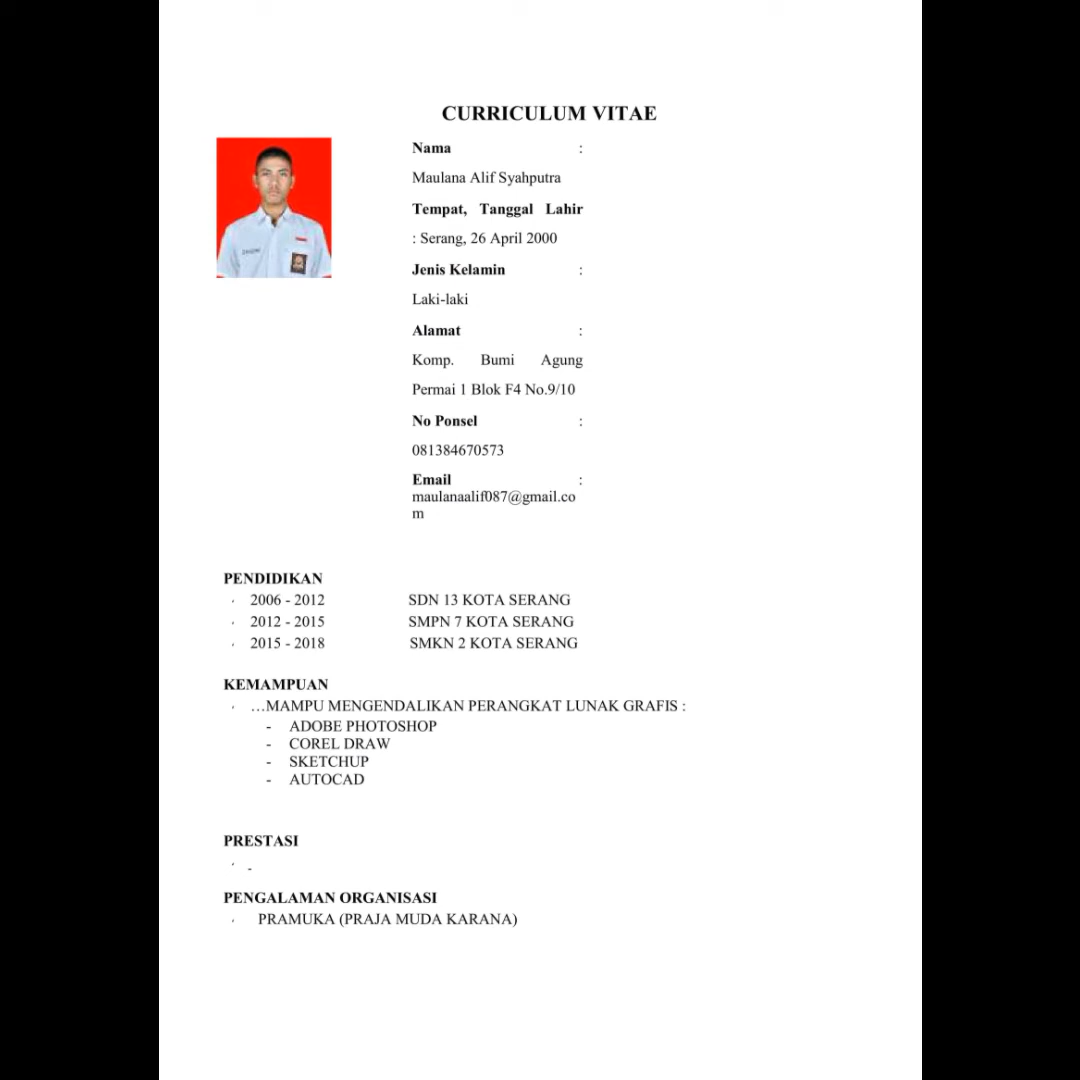 CURRICULUM VITAE
Nama :
Maulana Alif Syahputra
Tempat, Tanggal Lahir
: Serang, 26 April 2000
Jenis Kelamin :
Laki-laki
Alamat :
Komp. Bumi Agung
Permai 1 Blok F4 No.9/10
No Ponsel :
081384670573
Email :
maulanaalif087@gmail.co
m
PENDIDIKAN
2006 - 2012 SDN 13 KOTA SERANG
2012 - 2015 SMPN 7 KOTA SERANG
2015 - 2018 SMKN 2 KOTA SERANG
KEMAMPUAN
…MAMPU MENGENDALIKAN PERANGKAT LUNAK GRAFIS :
- ADOBE PHOTOSHOP
- COREL DRAW
- SKETCHUP
- AUTOCAD
PRESTASI
-
PENGALAMAN ORGANISASI
PRAMUKA (PRAJA MUDA KARANA)